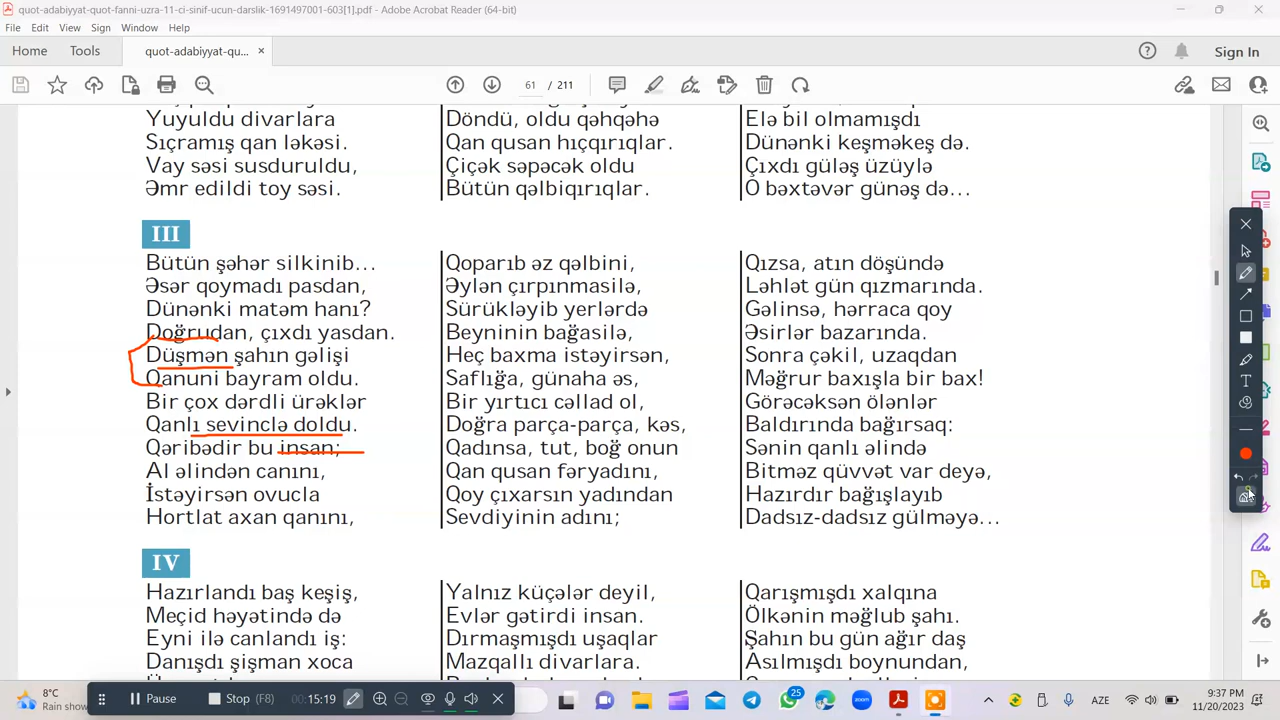 quot-adabiyyat-quot-fanni-uzra-11-ci-sinif-ucun-darslik-1691497001-603[1].pdf - Adobe Acrobat Reader (64-bit)
File Edit View Sign Window Help
Home Tools quot-adabiyyat-qu... × Sign In
61 / 211
Yuyuldu divarlara
Sıçramış qan ləkəsi.
Vay səsi susduruldu,
Əmr edildi toy səsi.
Döndü, oldu qəhqəhə
Qan qusan hıçqırıqlar.
Çiçək səpəcək oldu
Bütün qəlbiqırıqlar.
Elə bil olmamışdı
Dünənki keşməkeş də.
Çıxdı güləş üzüylə
O bəxtəvər günəş də...
III
Bütün şəhər silkinib...
Əsər qoymadı pasdan,
Dünənki matəm hanı?
Doğrudan, çıxdı yasdan.
Düşmən şahın gəlişi
Qanuni bayram oldu.
Bir çox dərdli ürəklər
Qanlı sevinclə doldu.
Qəribədir bu insan;
Al əlindən canını,
İstəyirsən ovucla
Hortlat axan qanını,
Qoparıb əz qəlbini,
Əylən çırpınmasilə,
Sürükləyib yerlərdə
Beyninin bağasilə,
Heç baxma istəyirsən,
Saflığa, günaha əs,
Bir yırtıcı cəllad ol,
Doğra parça-parça, kəs,
Qadınsa, tut, boğ onun
Qan qusan fəryadını,
Qoy çıxarsın yadından
Sevdiyinin adını;
Qızsa, atın döşündə
Ləhlət gün qızmarında.
Gəlinsə, hərraca qoy
Əsirlər bazarında.
Sonra çəkil, uzaqdan
Məğrur baxışla bir bax!
Görəcəksən ölənlər
Baldırında bağırsaq:
Sənin qanlı əlində
Bitməz qüvvət var deyə,
Hazırdır bağışlayıb
Dadsız-dadsız gülməyə...
IV
Hazırlandı baş keşiş,
Meçid həyətində də
Eyni ilə canlandı iş:
Danışdı şişman xoca
Yalnız küçələr deyil,
Evlər gətirdi insan.
Dırmaşmışdı uşaqlar
Mazqallı divarlara.
Qarışmışdı xalqına
Ölkənin məğlub şahı.
Şahın bu gün ağır daş
Asılmışdı boynundan,
8°C
Rain show
Pause Stop (F8) 00:15:19
25
zoom
AZE
9:37 PM
11/20/2023